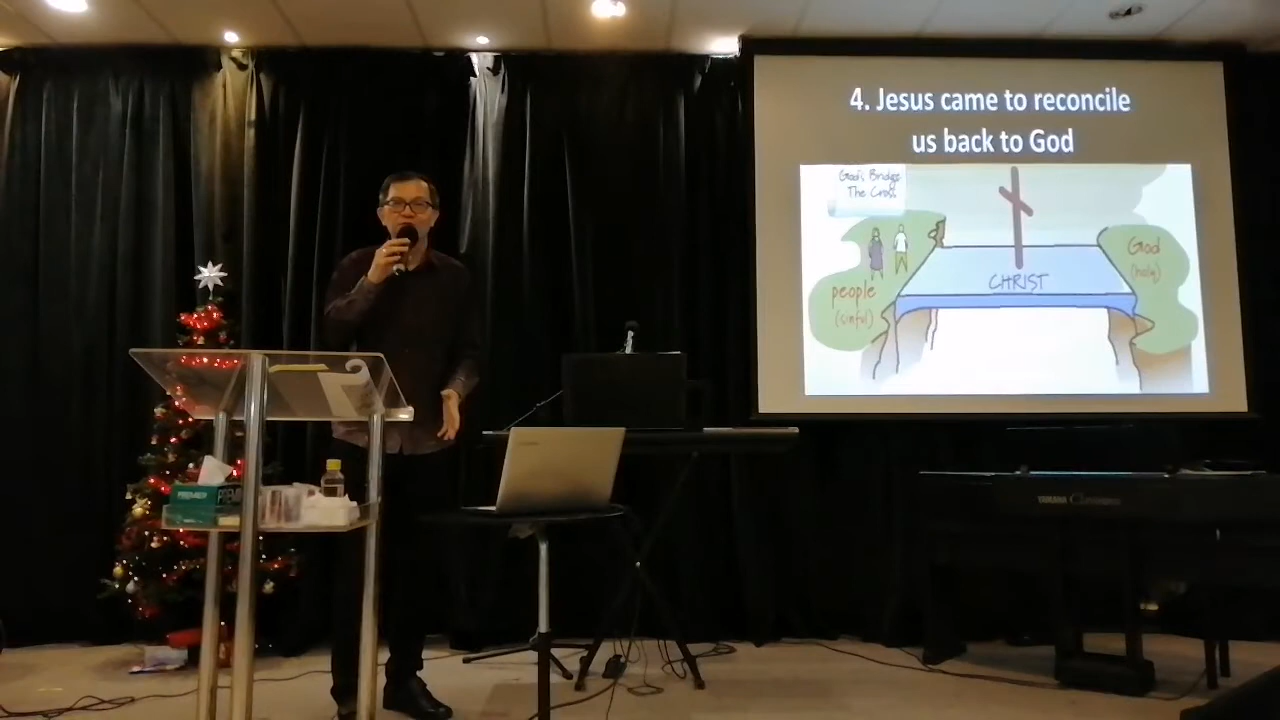 4. Jesus came to reconcile
us back to God
God's Bridge
The Cross
people
(sinful)
CHRIST
God
(holy)
PREMIER
YAMAHA Clavinova